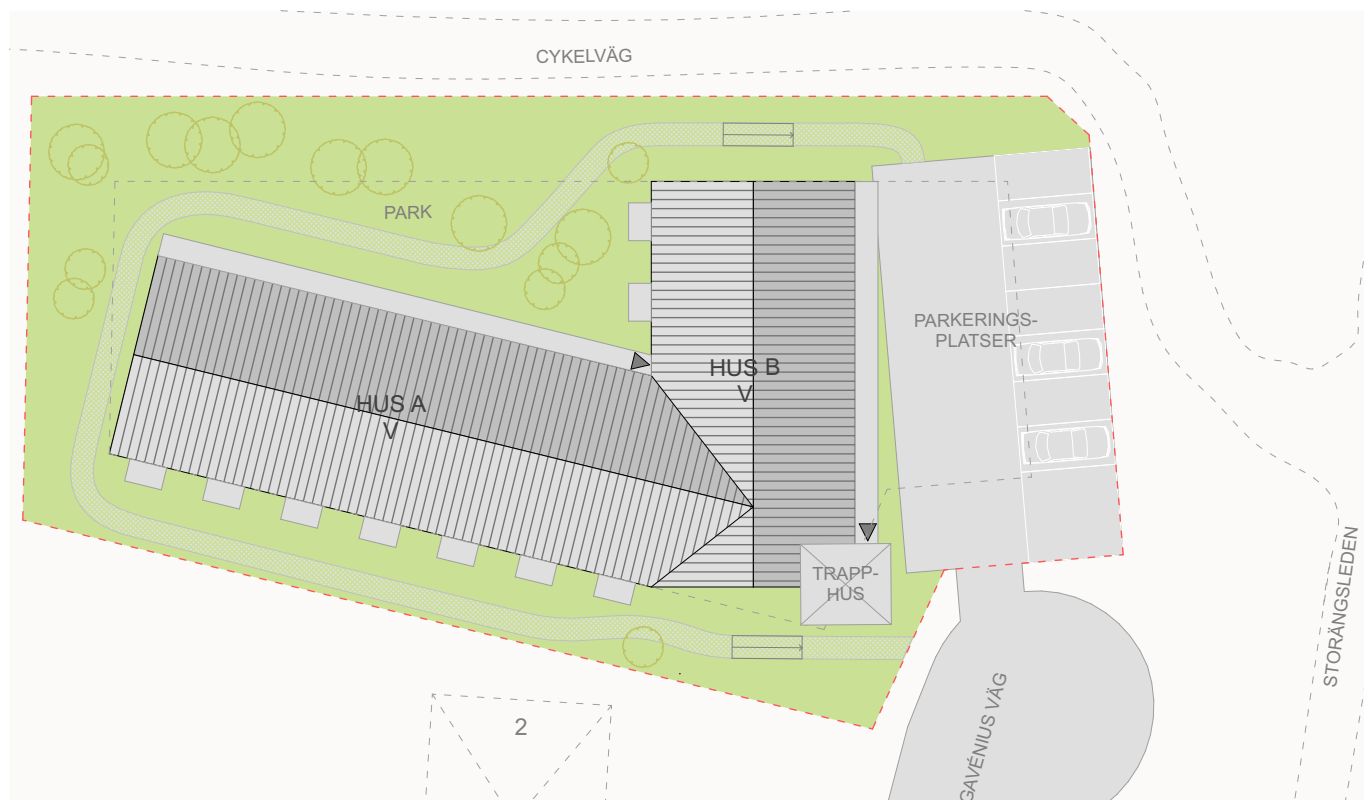 CYKELVÄG
PARK
PARKERINGS-
PLATSER
HUS B
V
HUS A
V
TRAPP-
HUS
STORÄNGSLEDEN
GAVÉNIUS VÄG
2